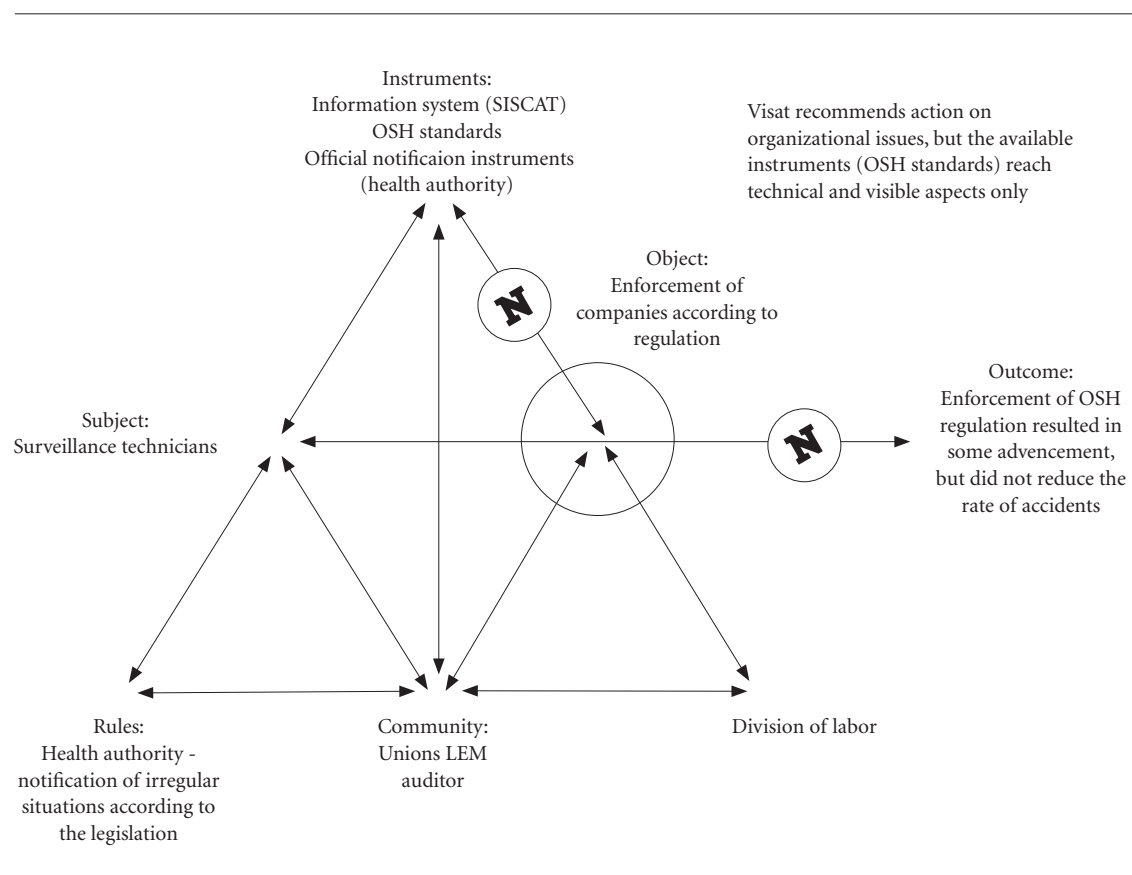 Instruments:
Information system (SISCAT)
OSH standards
Official notificaion instruments
(health authority)
Visat recommends action on
organizational issues, but the available
instruments (OSH standards) reach
technical and visible aspects only
Object:
Enforcement of
companies according to
regulation
N
Subject:
Surveillance technicians
N
Outcome:
Enforcement of OSH
regulation resulted in
some advancement,
but did not reduce the
rate of accidents
Rules:
Health authority -
notification of irregular
situations according to
the legislation
Community:
Unions LEM
auditor
Division of labor